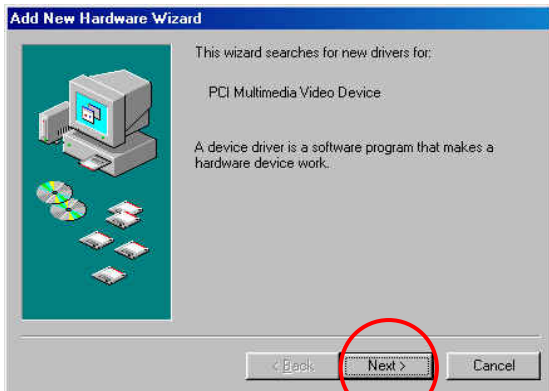 Add New Hardware Wizard
This wizard searches for new drivers for:
PCI Multimedia Video Device
A device driver is a software program that makes a
hardware device work.
< Back
Next >
Cancel